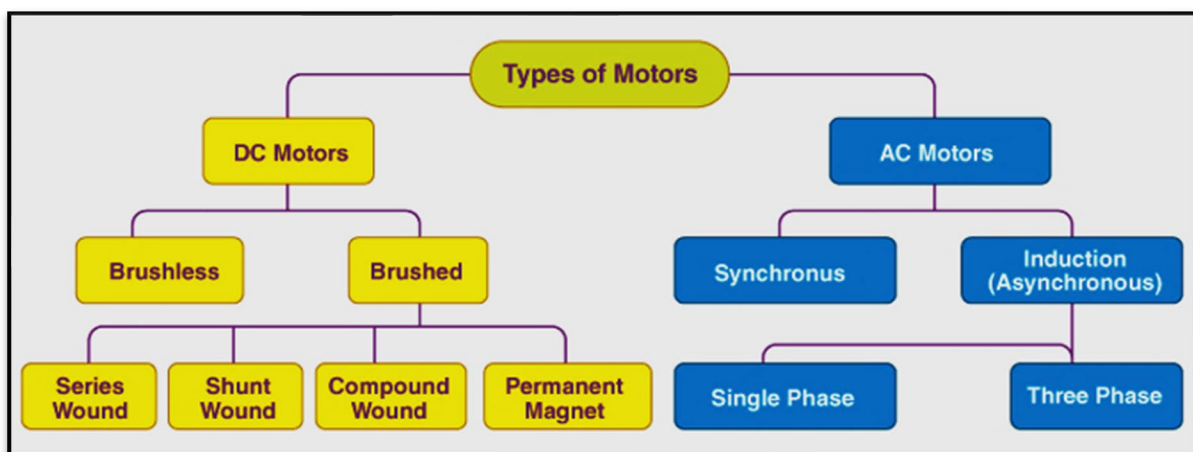 Types of Motors
DC Motors
AC Motors
Brushless
Brushed
Synchronus
Induction
(Asynchronous)
Series
Wound
Shunt
Wound
Compound
Wound
Permanent
Magnet
Single Phase
Three Phase